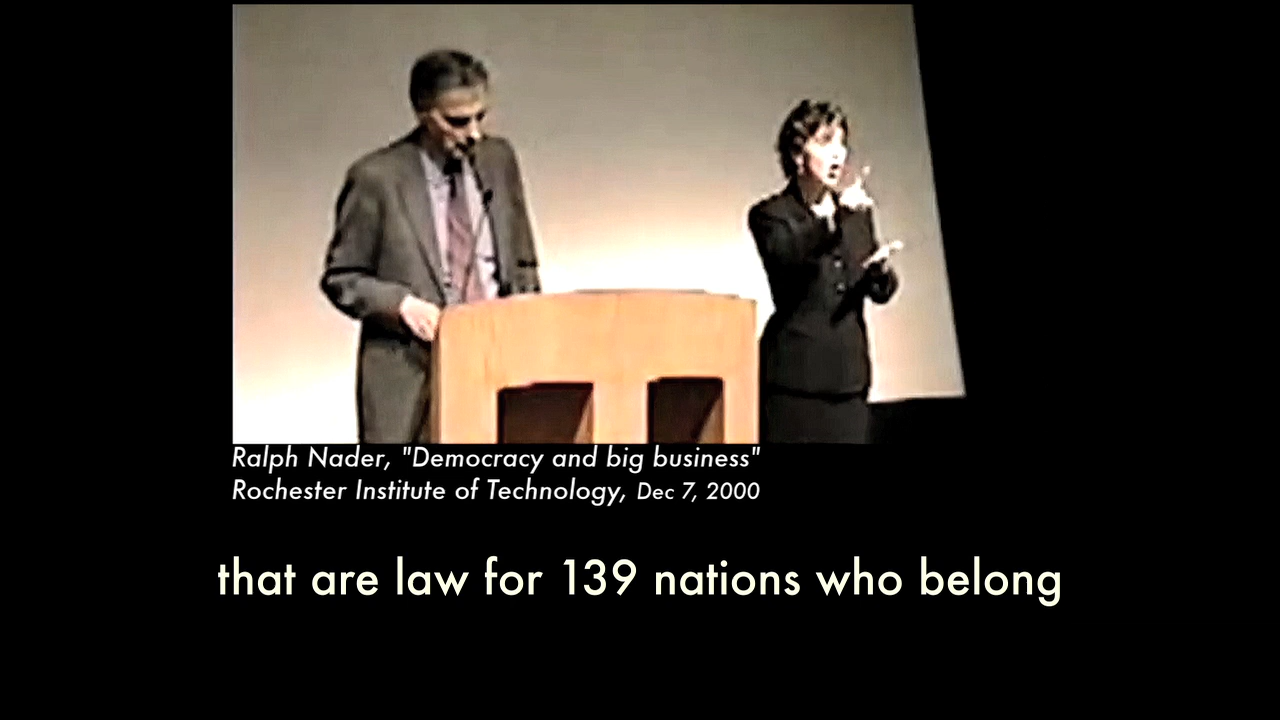 Ralph Nader, "Democracy and big business"
Rochester Institute of Technology, Dec 7, 2000
that are law for 139 nations who belong